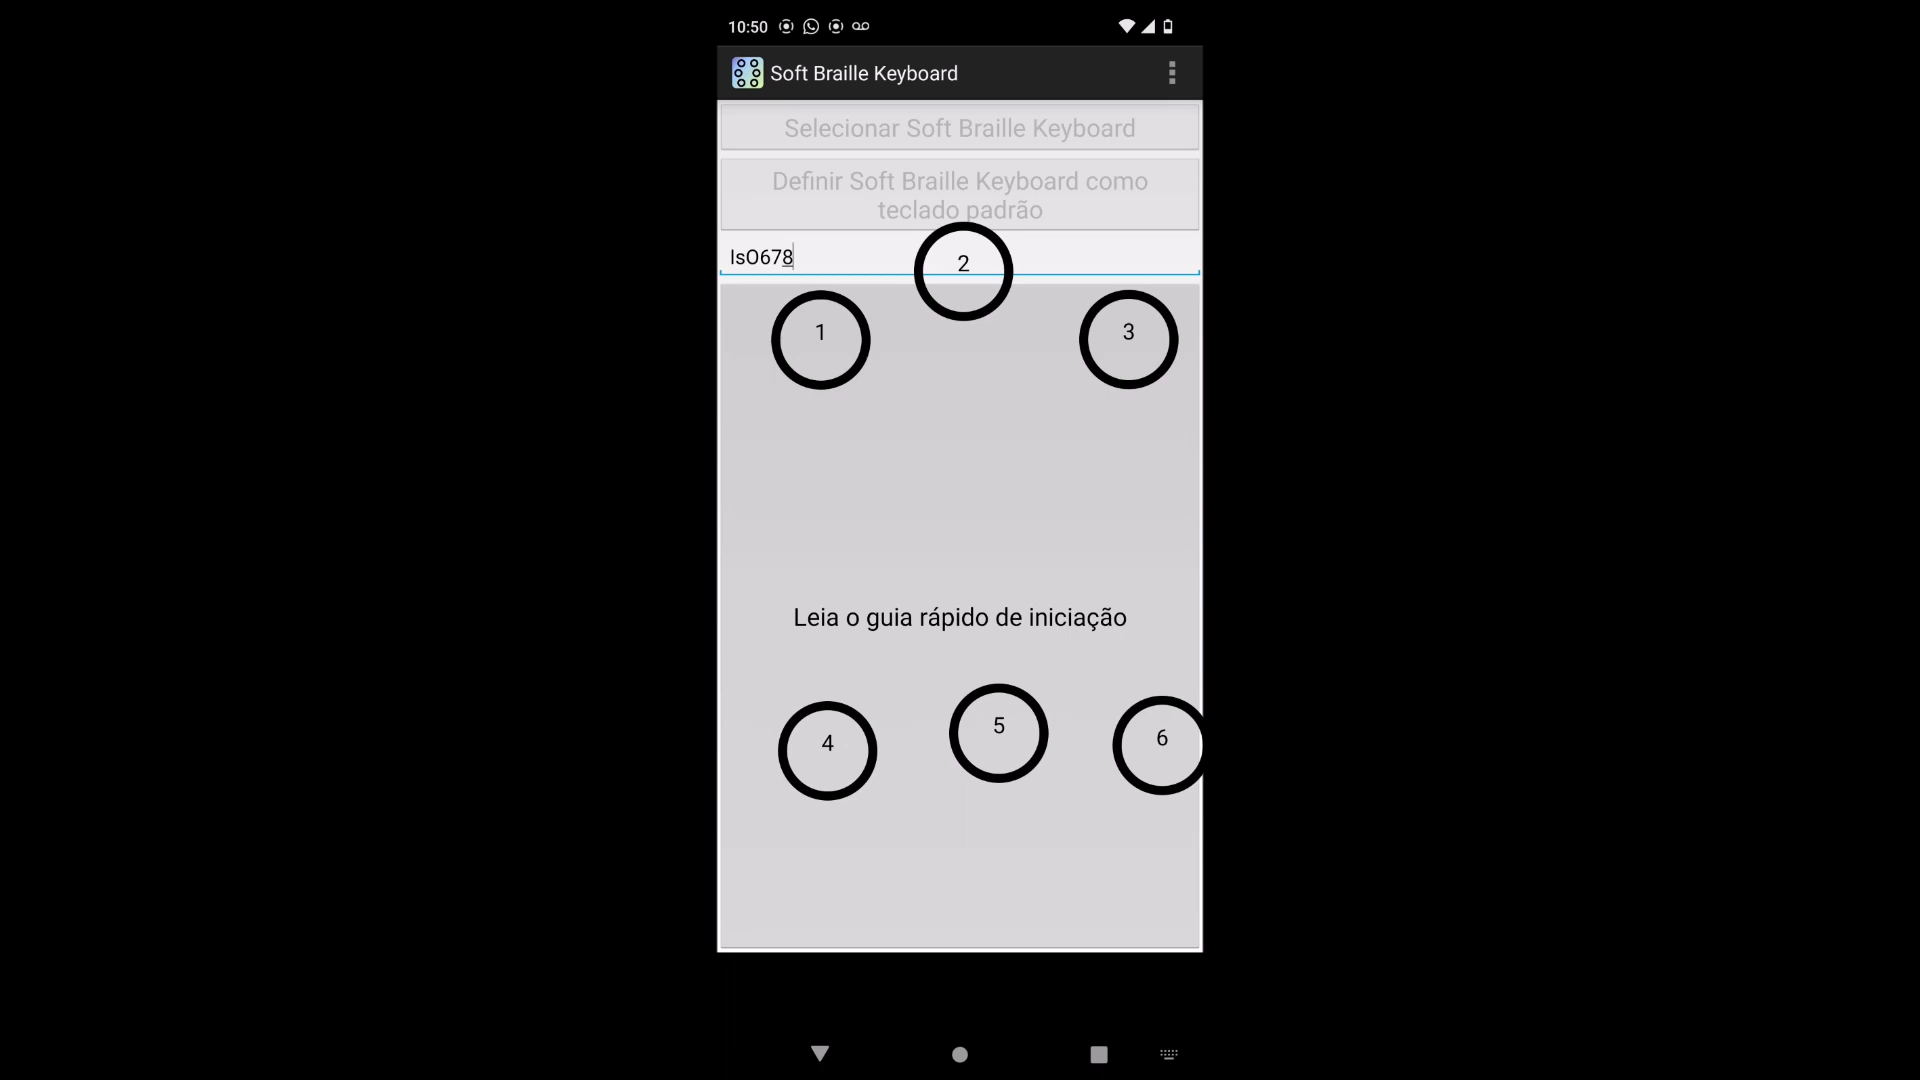 10:50
Soft Braille Keyboard
Selecionar Soft Braille Keyboard
Definir Soft Braille Keyboard como
teclado padrão
IsO678
2
1
3
Leia o guia rápido de iniciação
4
5
6